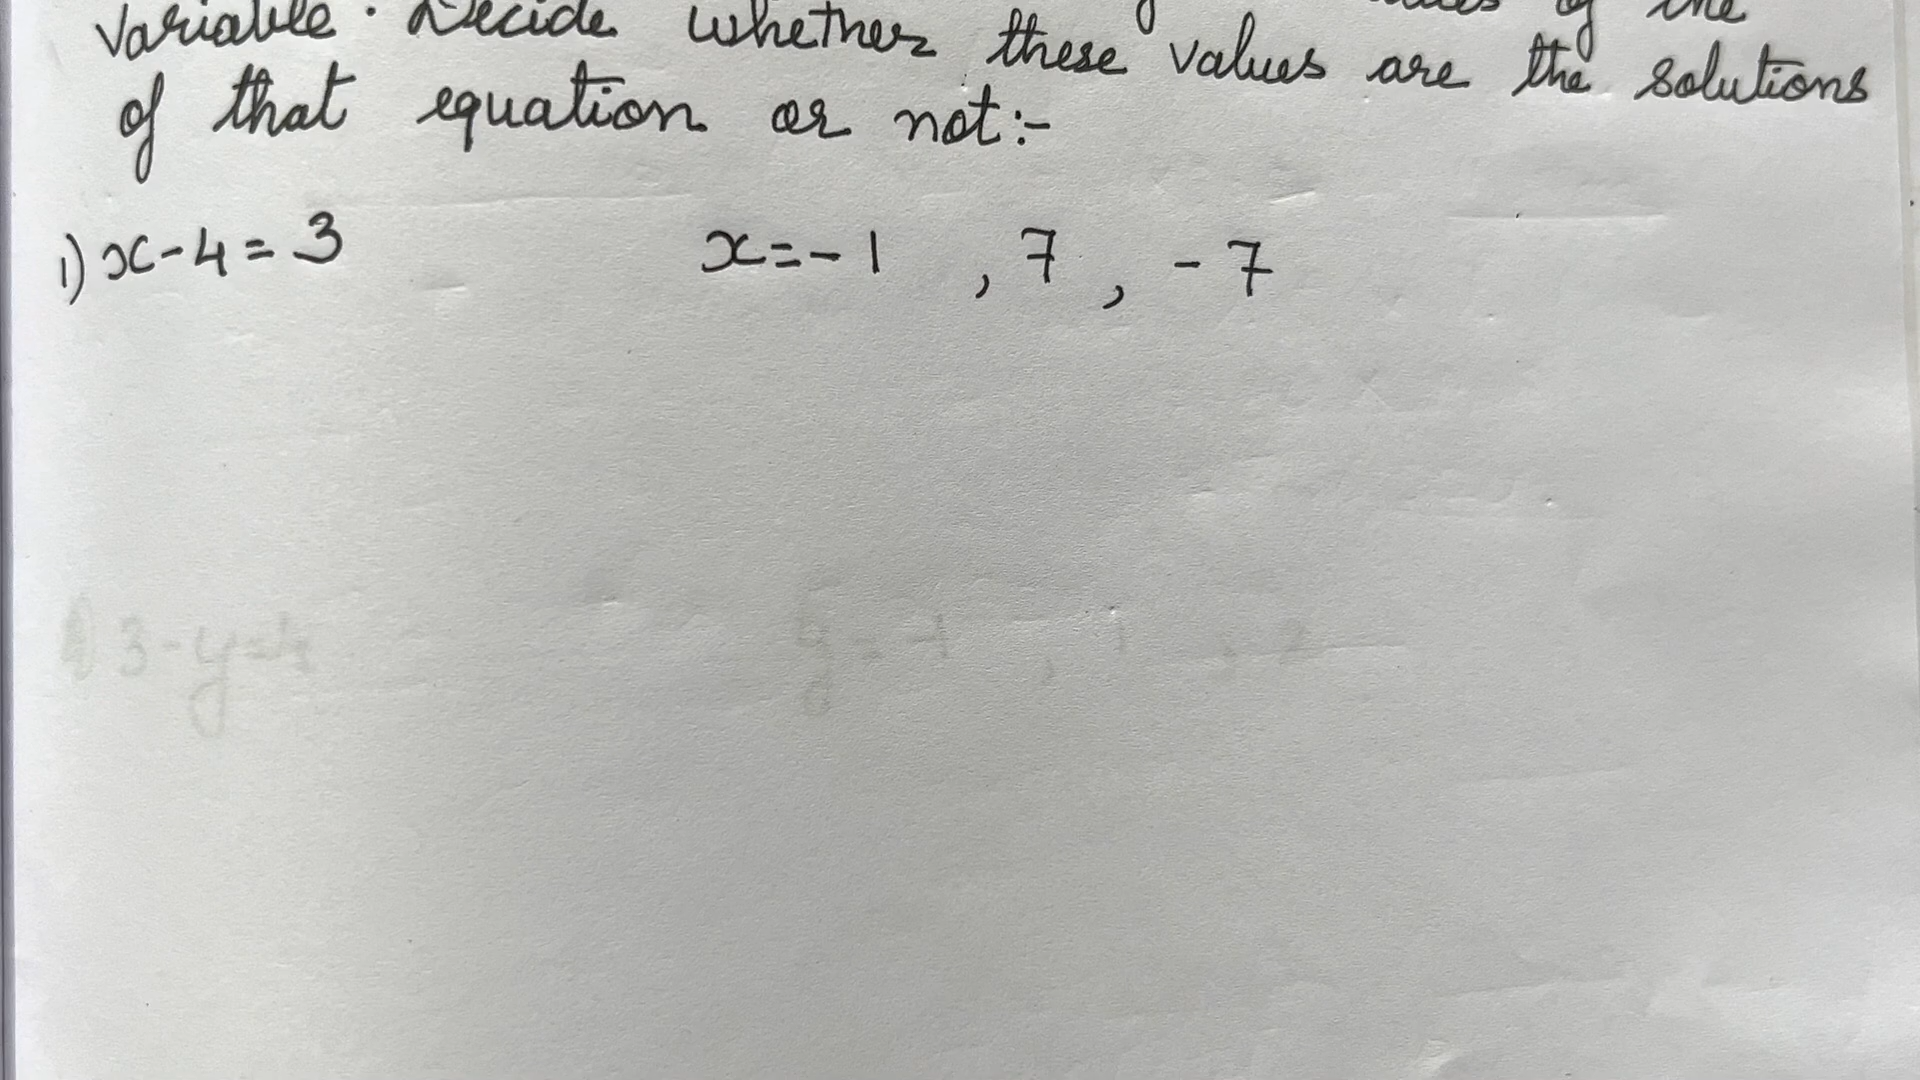 variable. Decide whether these values are the solutions
of that equation or not:-
1) x-4=3 x=-1 , 7 , -7